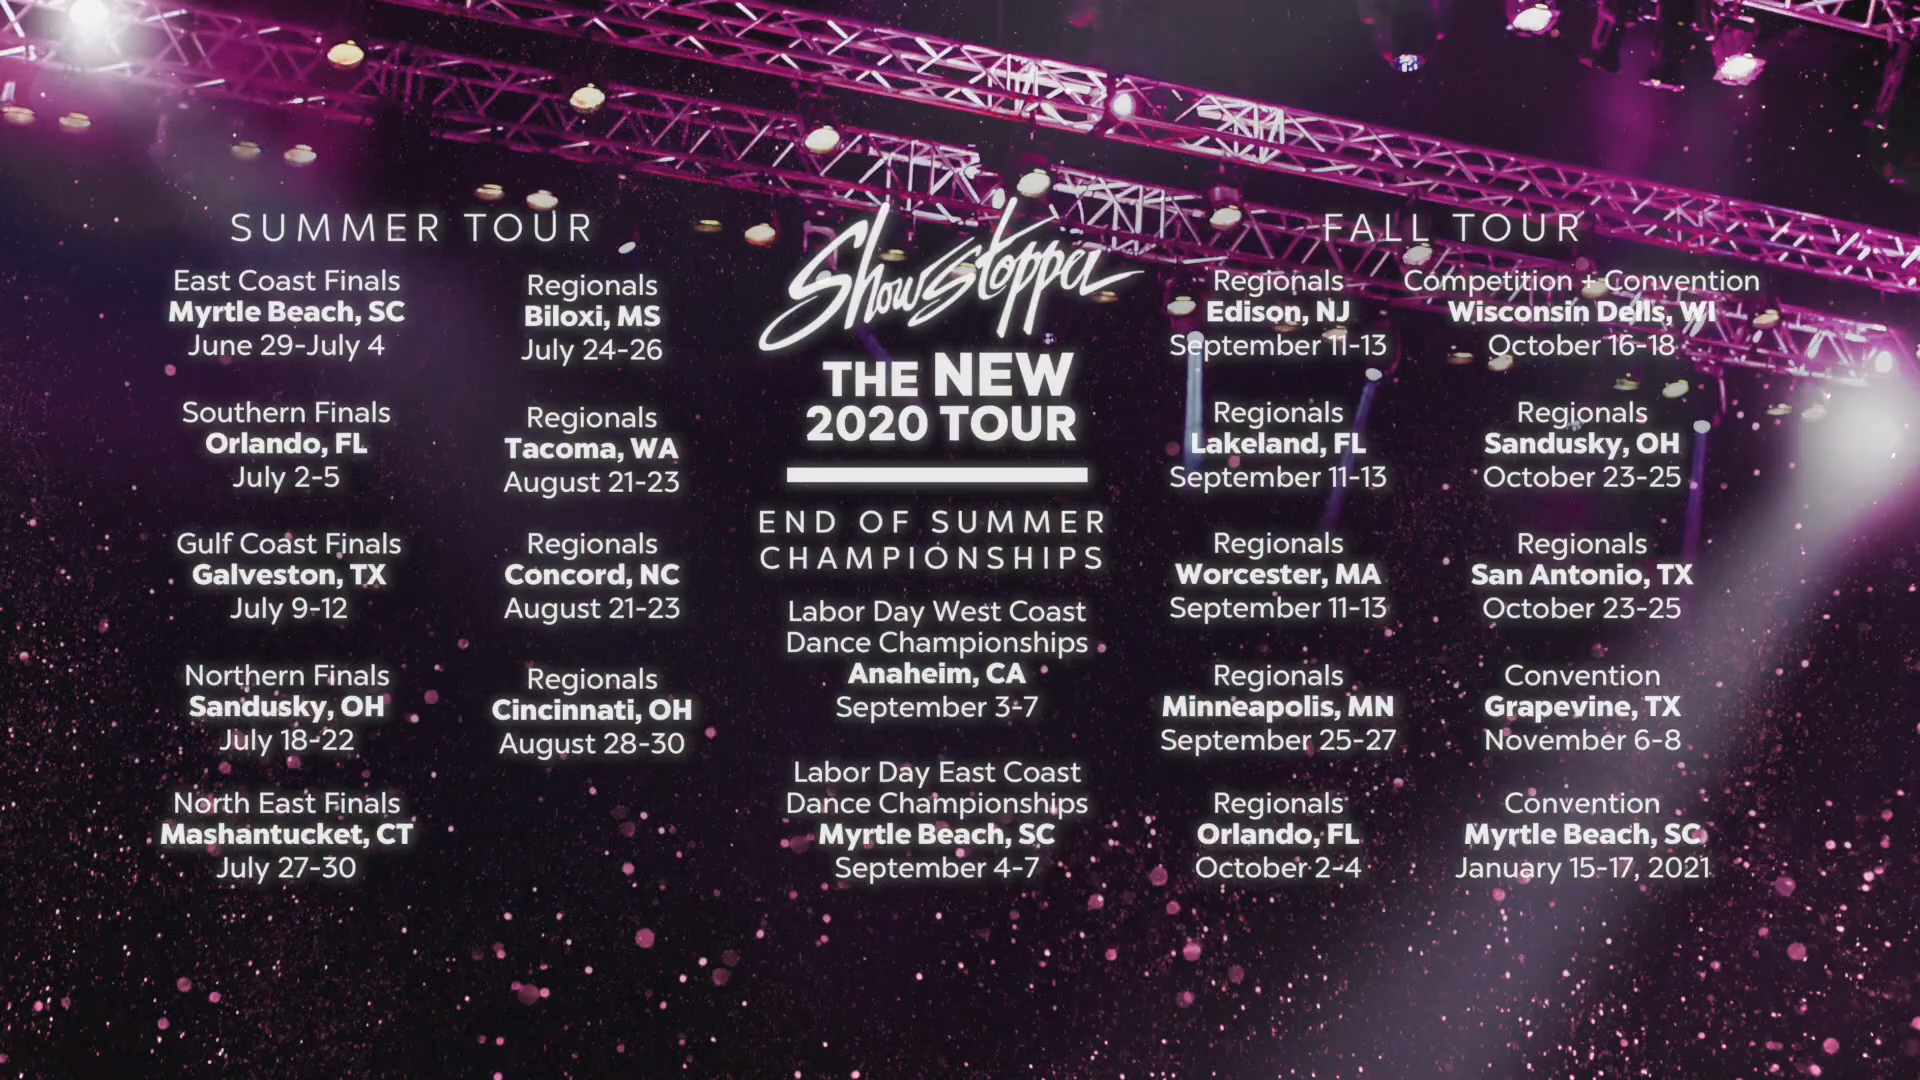 SUMMER TOUR
East Coast Finals
Myrtle Beach, SC
June 29-July 4
Southern Finals
Orlando, FL
July 2-5
Gulf Coast Finals
Galveston, TX
July 9-12
Northern Finals
Sandusky, OH
July 18-22
North East Finals
Mashantucket, CT
July 27-30
Regionals
Biloxi, MS
July 24-26
Regionals
Tacoma, WA
August 21-23
Regionals
Concord, NC
August 21-23
Regionals
Cincinnati, OH
August 28-30
Showstopper
THE NEW
2020 TOUR
END OF SUMMER
CHAMPIONSHIPS
Labor Day West Coast
Dance Championships
Anaheim, CA
September 3-7
Labor Day East Coast
Dance Championships
Myrtle Beach, SC
September 4-7
FALL TOUR
Regionals
Edison, NJ
September 11-13
Regionals
Lakeland, FL
September 11-13
Regionals
Worcester, MA
September 11-13
Regionals
Minneapolis, MN
September 25-27
Regionals
Orlando, FL
October 2-4
Competition + Convention
Wisconsin Dells, WI
October 16-18
Regionals
Sandusky, OH
October 23-25
Regionals
San Antonio, TX
October 23-25
Convention
Grapevine, TX
November 6-8
Convention
Myrtle Beach, SC
January 15-17, 2021